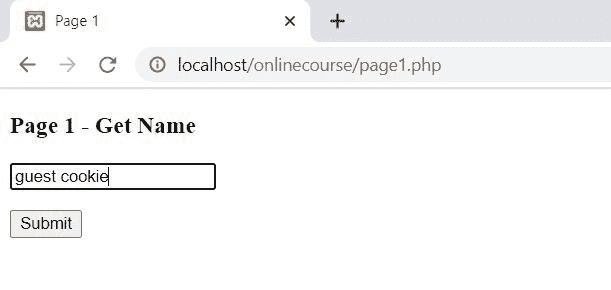 Page 1
localhost/onlinecourse/page1.php
Page 1 - Get Name
guest cookie
Submit